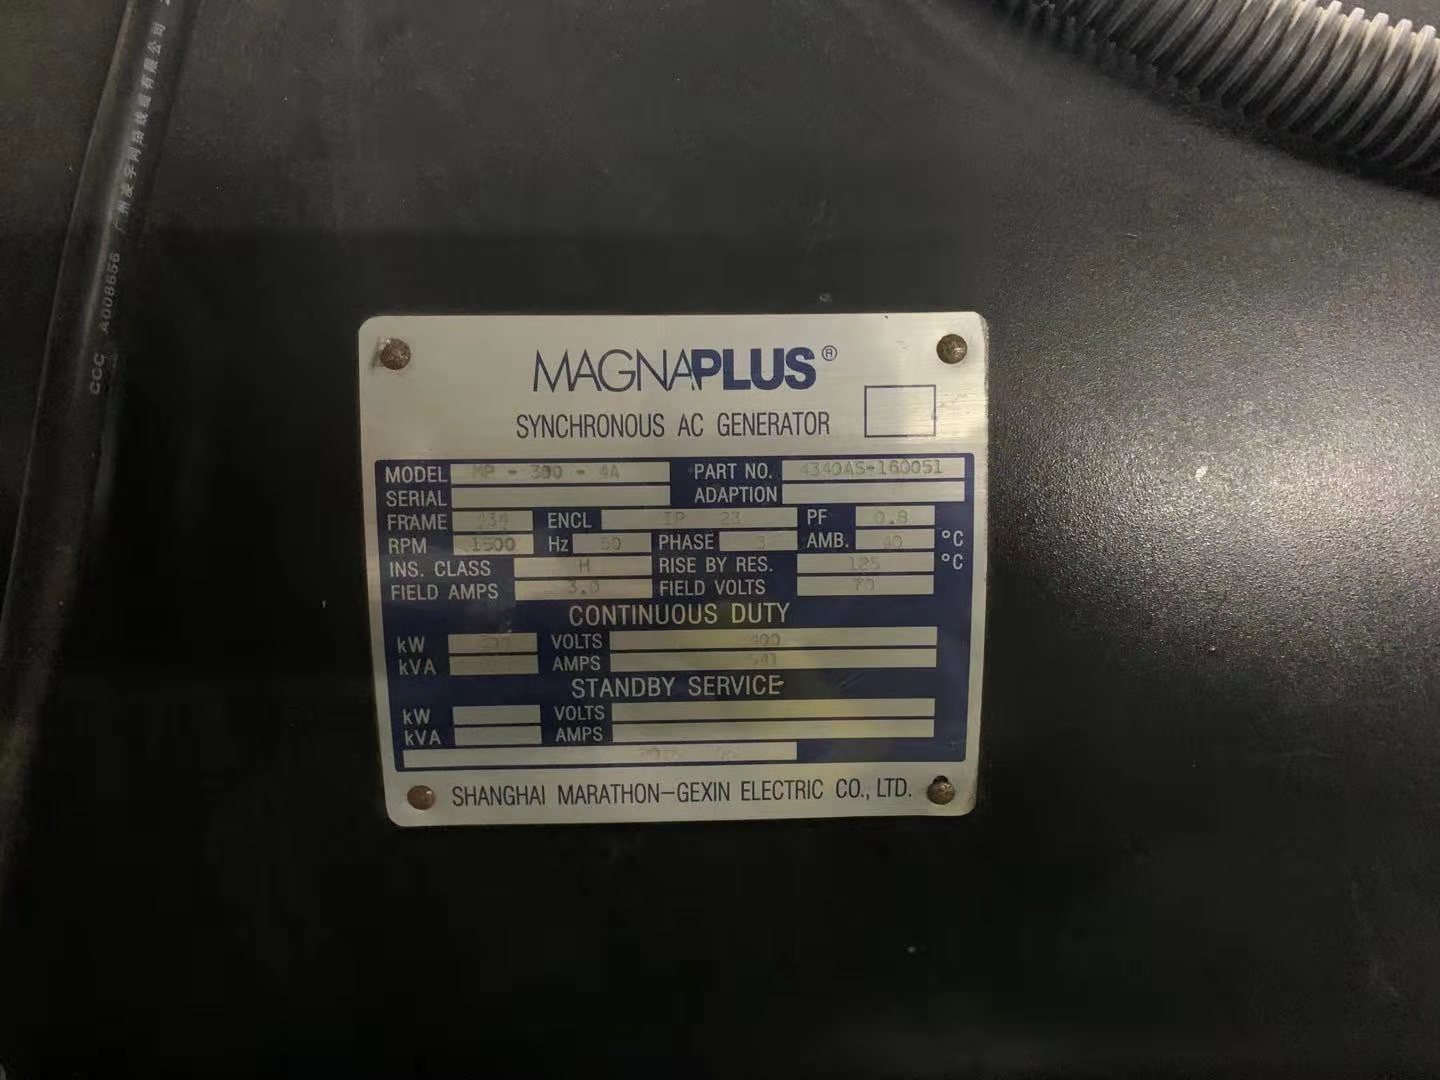 MAGNAPLUS®
SYNCHRONOUS AC GENERATOR
MODEL MP - 300 - 4A PART NO. 4340AS-160051
SERIAL ADAPTION
FRAME 434 ENCL IP 23 PF 0.8
RPM 1500 Hz 50 PHASE 3 AMB. 40 °C
INS. CLASS H RISE BY RES. 125 °C
FIELD AMPS 3.0 FIELD VOLTS 70
CONTINUOUS DUTY
kW 300 VOLTS 400
kVA AMPS 541
STANDBY SERVICE
kW VOLTS
kVA AMPS
SHANGHAI MARATHON-GEXIN ELECTRIC CO., LTD.
CCC A008656